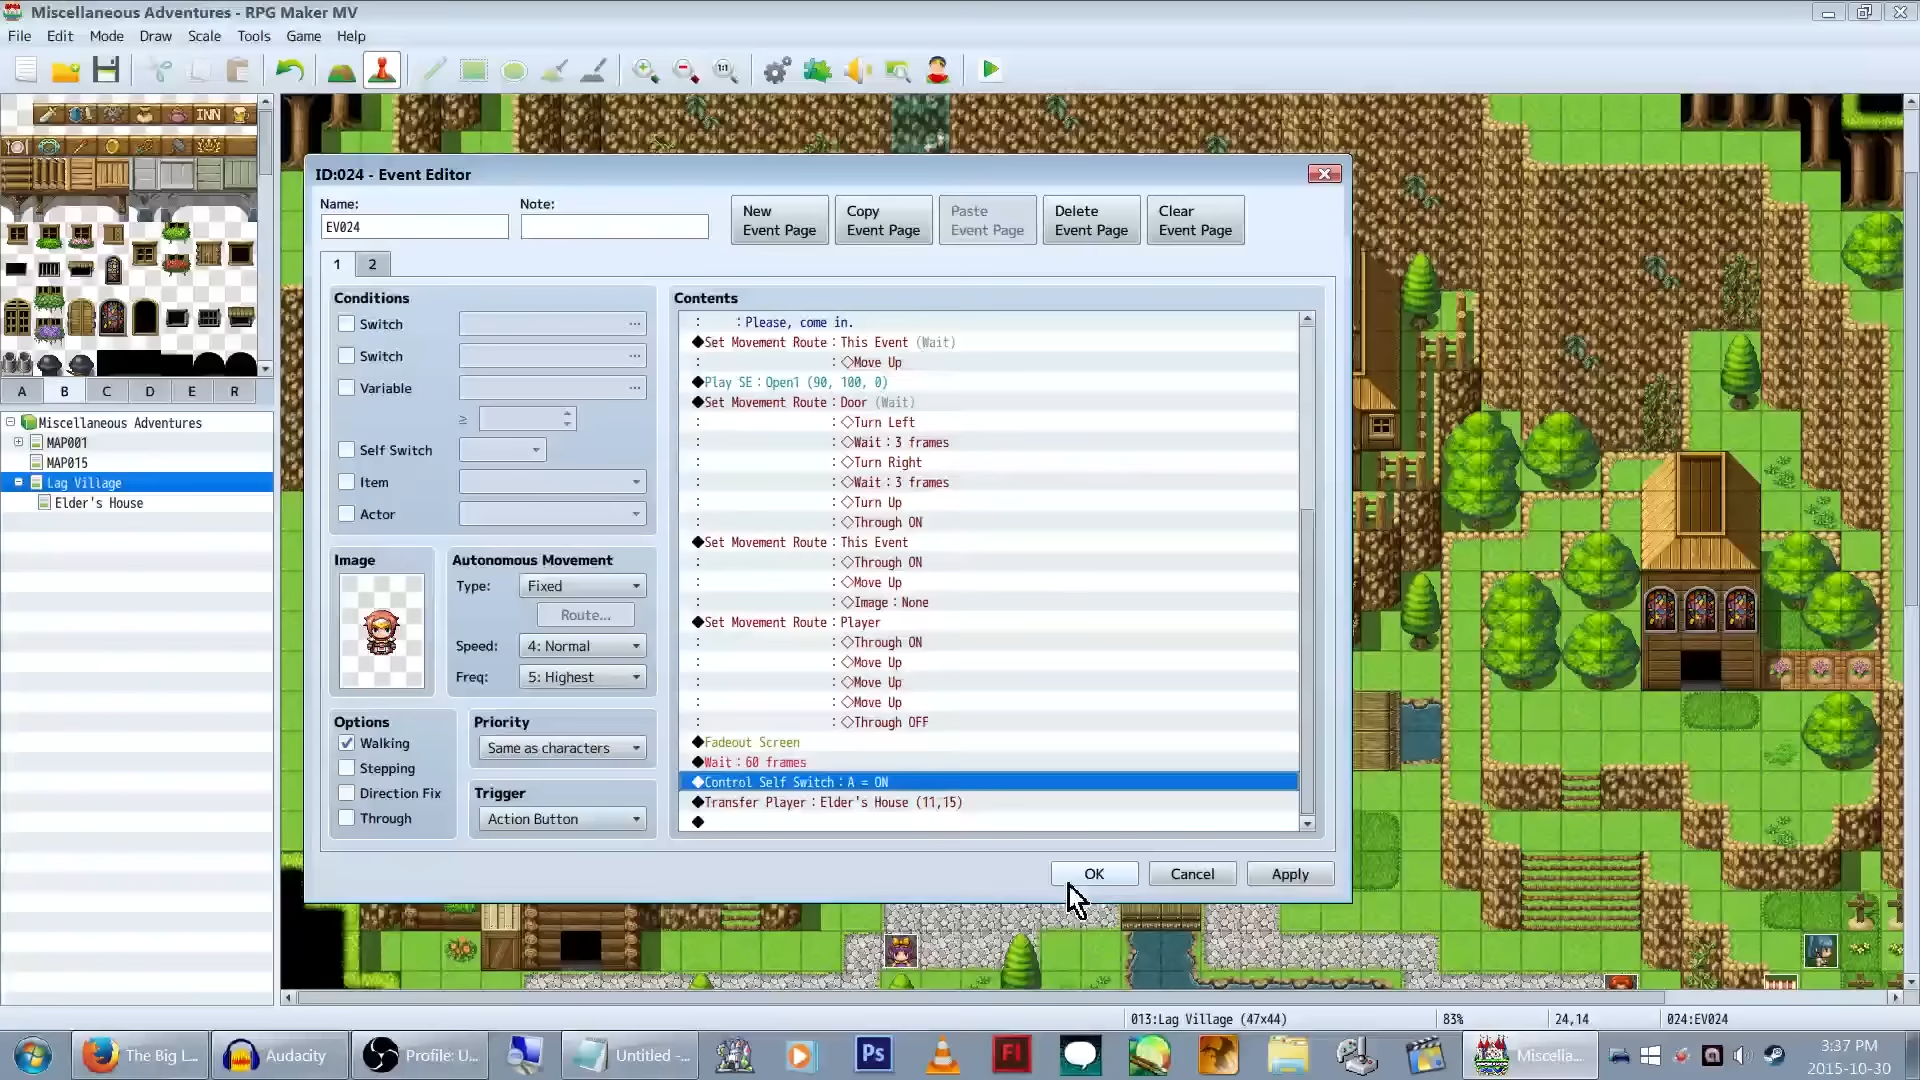 Miscellaneous Adventures - RPG Maker MV
File Edit Mode Draw Scale Tools Game Help
1:1
INN
A B C D E R
Miscellaneous Adventures
MAP001
MAP015
Lag Village
Elder's House
ID:024 - Event Editor
Name:
EV024
Note:
New Event Page
Copy Event Page
Paste Event Page
Delete Event Page
Clear Event Page
1 2
Conditions
Switch ...
Switch ...
Variable ...
≥
Self Switch
Item
Actor
Image
Autonomous Movement
Type: Fixed
Route...
Speed: 4: Normal
Freq: 5: Highest
Options
Walking
Stepping
Direction Fix
Through
Priority
Same as characters
Trigger
Action Button
Contents
: : Please, come in.
◆Set Movement Route : This Event (Wait)
: : ◇Move Up
◆Play SE : Open1 (90, 100, 0)
◆Set Movement Route : Door (Wait)
: : ◇Turn Left
: : ◇Wait : 3 frames
: : ◇Turn Right
: : ◇Wait : 3 frames
: : ◇Turn Up
: : ◇Through ON
◆Set Movement Route : This Event
: : ◇Through ON
: : ◇Move Up
: : ◇Image : None
◆Set Movement Route : Player
: : ◇Through ON
: : ◇Move Up
: : ◇Move Up
: : ◇Move Up
: : ◇Through OFF
◆Fadeout Screen
◆Wait : 60 frames
◆Control Self Switch : A = ON
◆Transfer Player : Elder's House (11,15)
◆
OK Cancel Apply
013:Lag Village (47x44) 83% 24,14 024:EV024
The Big L... Audacity Profile: U... Untitled -... Ps Fl Miscella...
3:37 PM
2015-10-30